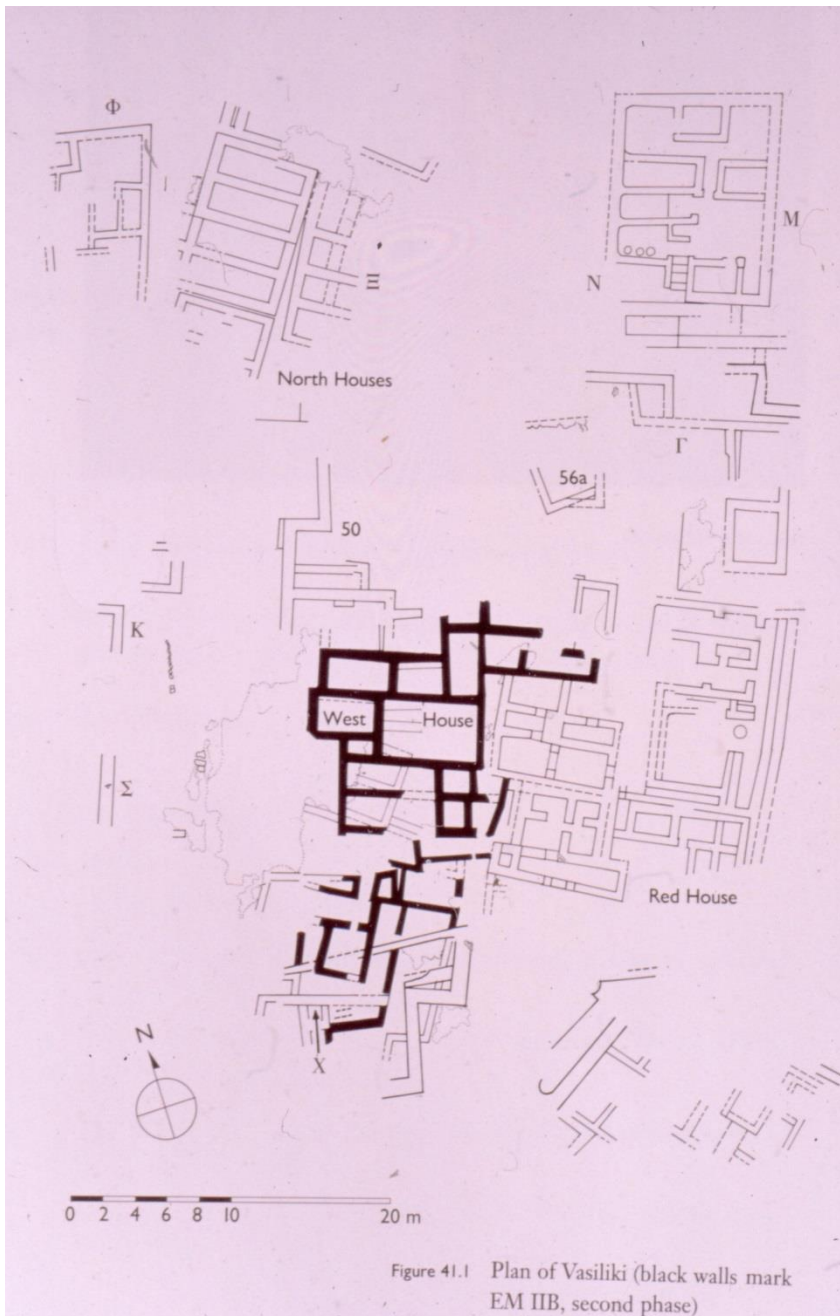 Φ
M
Ξ
N
North Houses
Γ
56a
50
K
West House
Σ
Red House
X
N
0 2 4 6 8 10 20 m
Figure 41.1 Plan of Vasiliki (black walls mark
EM IIB, second phase)